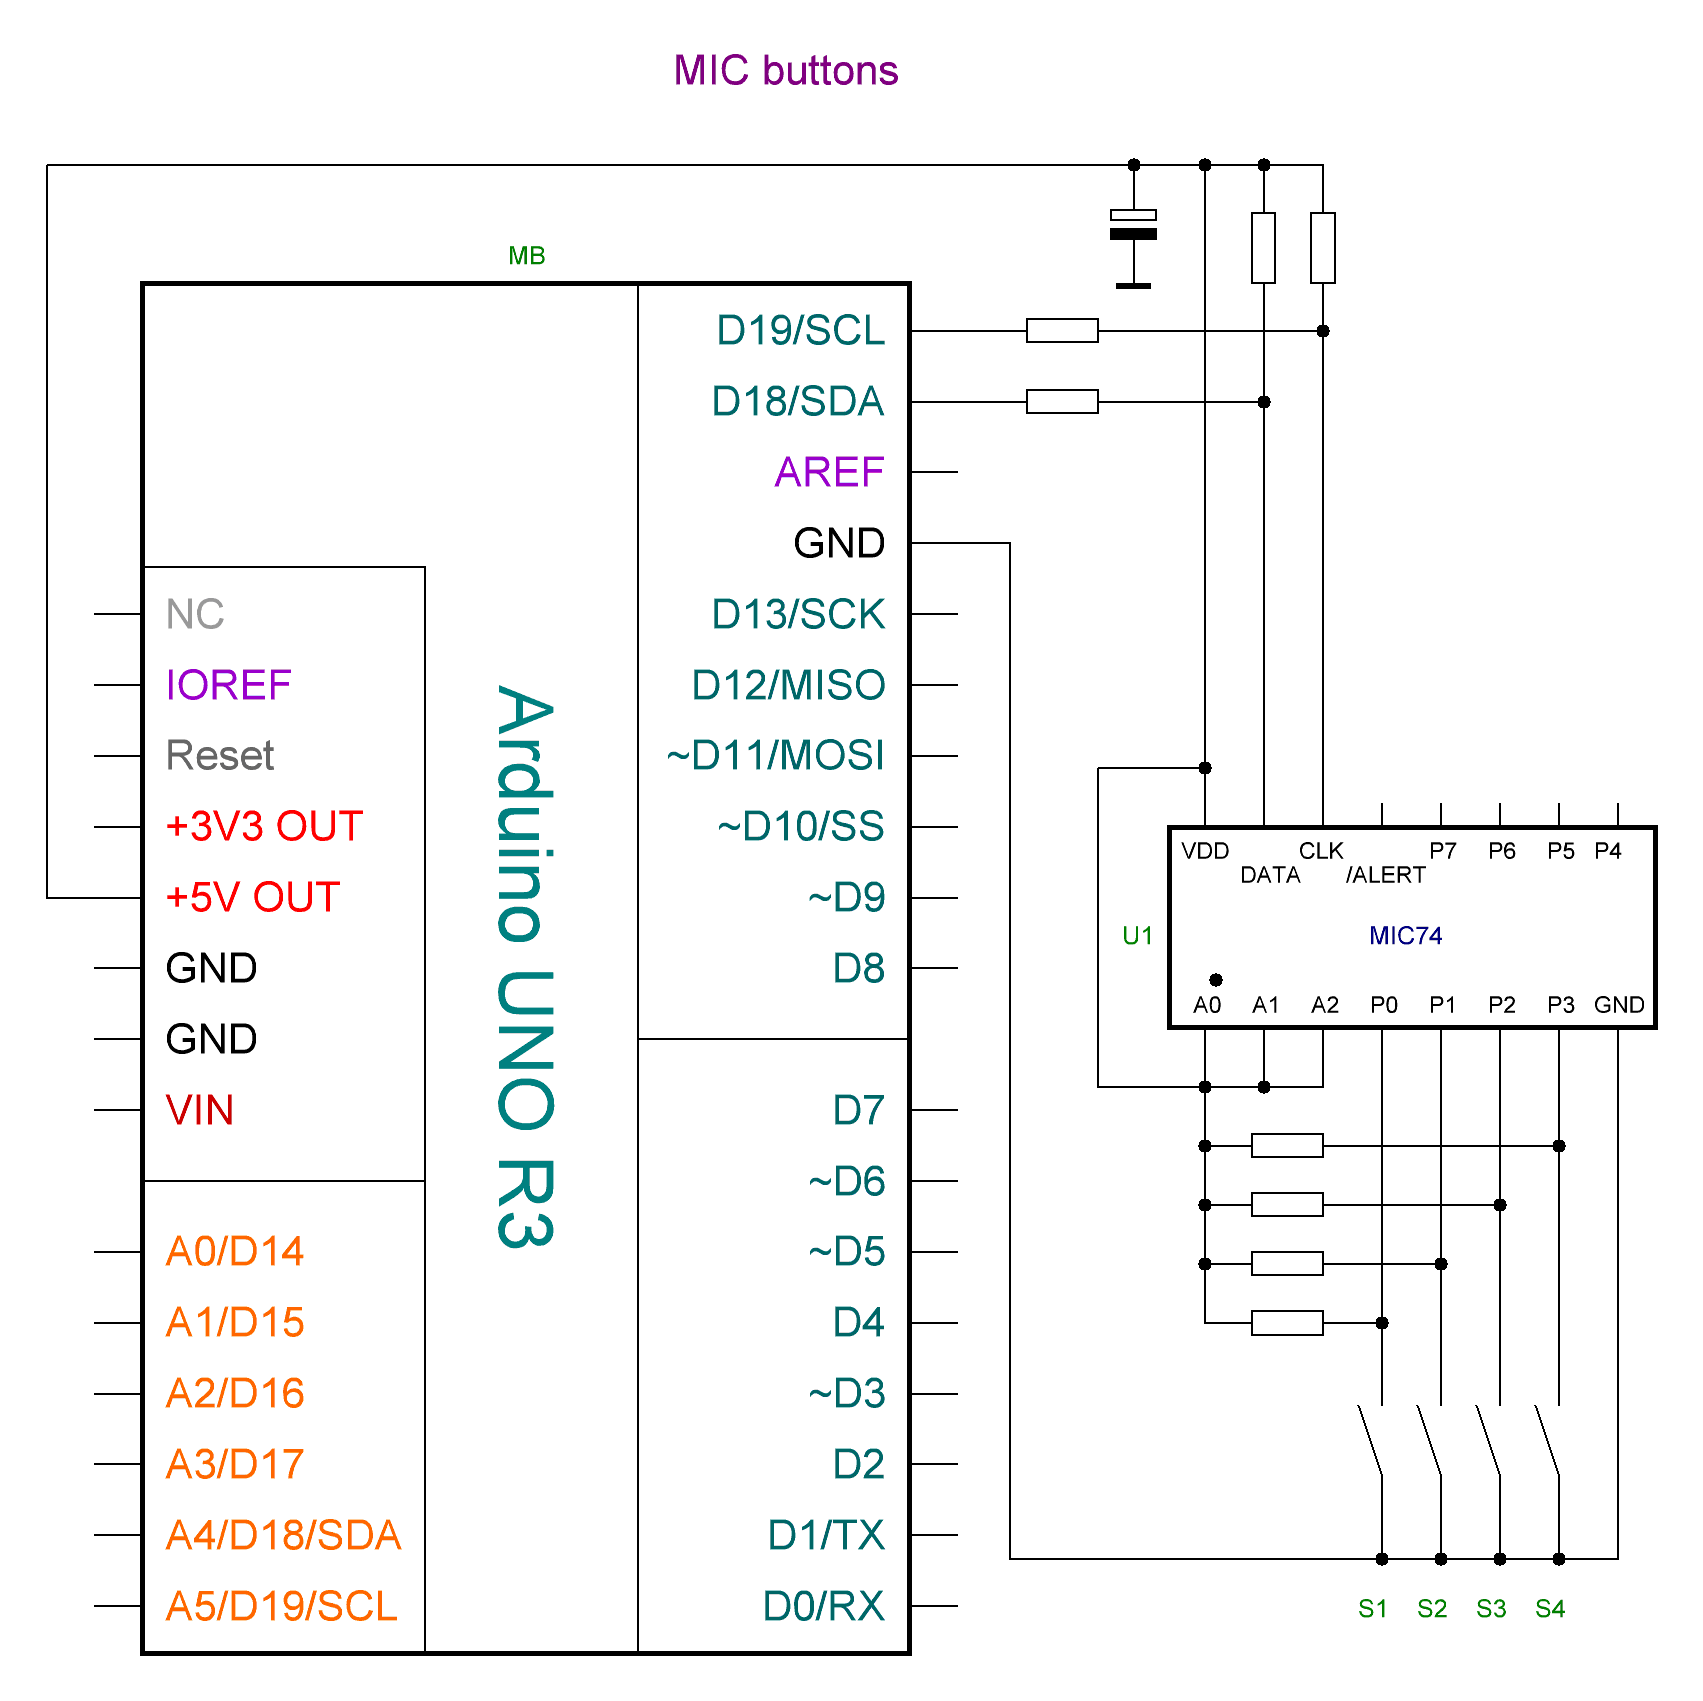 MIC buttons
MB
D19/SCL
D18/SDA
AREF
GND
NC
D13/SCK
IOREF
D12/MISO
Reset
~D11/MOSI
+3V3 OUT
~D10/SS
+5V OUT
~D9
GND
D8
GND
VIN
D7
~D6
A0/D14
~D5
A1/D15
D4
A2/D16
~D3
A3/D17
D2
A4/D18/SDA
D1/TX
A5/D19/SCL
D0/RX
Arduino UNO R3
VDD CLK P7 P6 P5 P4
DATA /ALERT
U1
MIC74
A0 A1 A2 P0 P1 P2 P3 GND
S1 S2 S3 S4